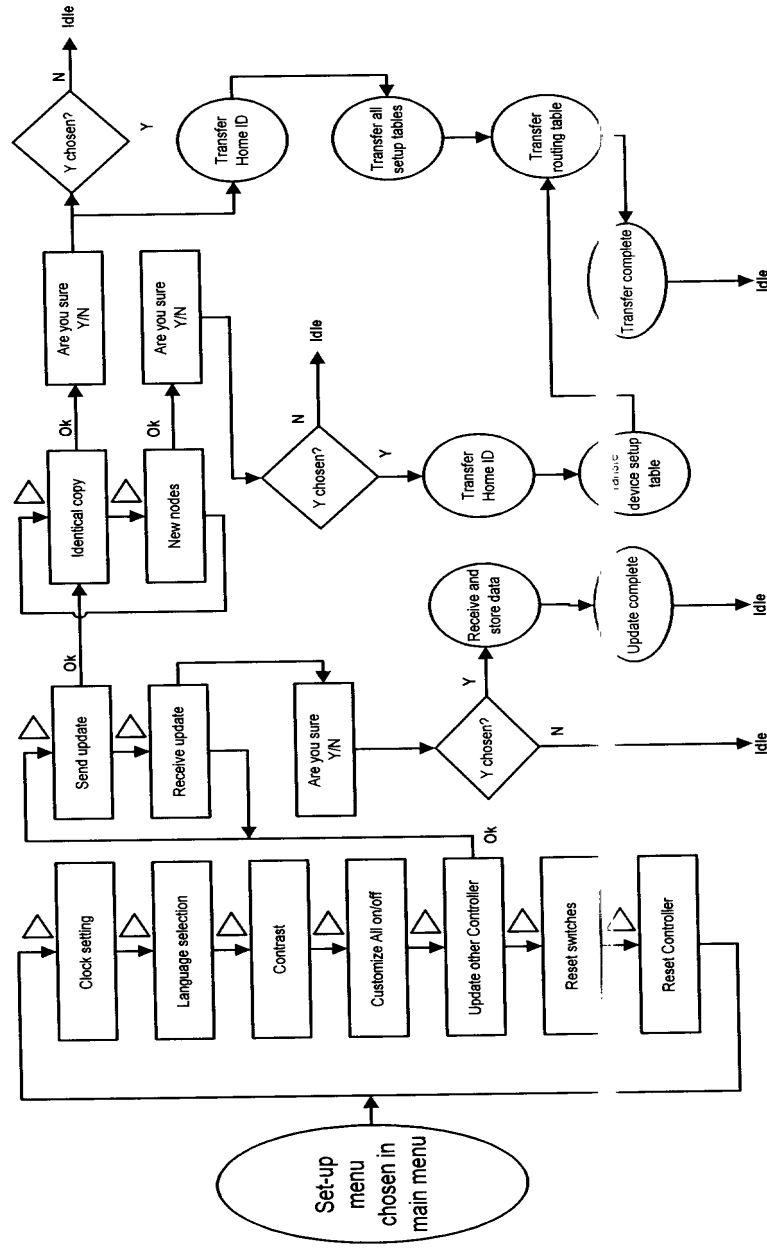 Set-up
menu
chosen in
main menu
Clock setting
Language selection
Contrast
Customize All on/off
Update other Controller
Ok
Reset switches
Reset Controller
Send update
Ok
Receive update
Are you sure
Y/N
Y chosen?
Y
N
Idle
Receive and
store data
Update complete
Idle
Identical copy
Ok
New nodes
Ok
Are you sure
Y/N
Are you sure
Y/N
Y chosen?
N
Idle
Y
Transfer
Home ID
device setup
table
Y chosen?
N
Idle
Y
Transfer
Home ID
Transfer all
setup tables
Transfer
routing table
Transfer complete
Idle